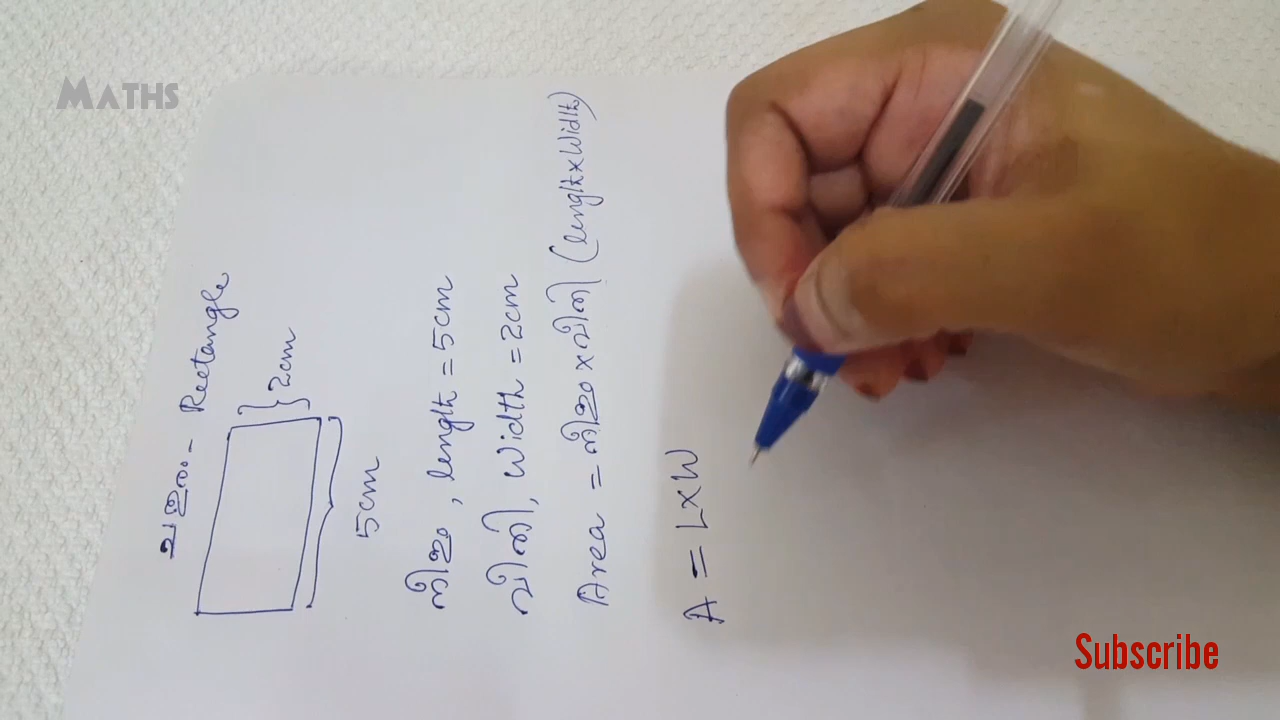 MATHS
ചതുരം - Rectangle
2cm
5cm
നീളം, length = 5cm
വീതി, Width = 2cm
Area = നീളം x വീതി (length x Width)
A = L x W
Subscribe